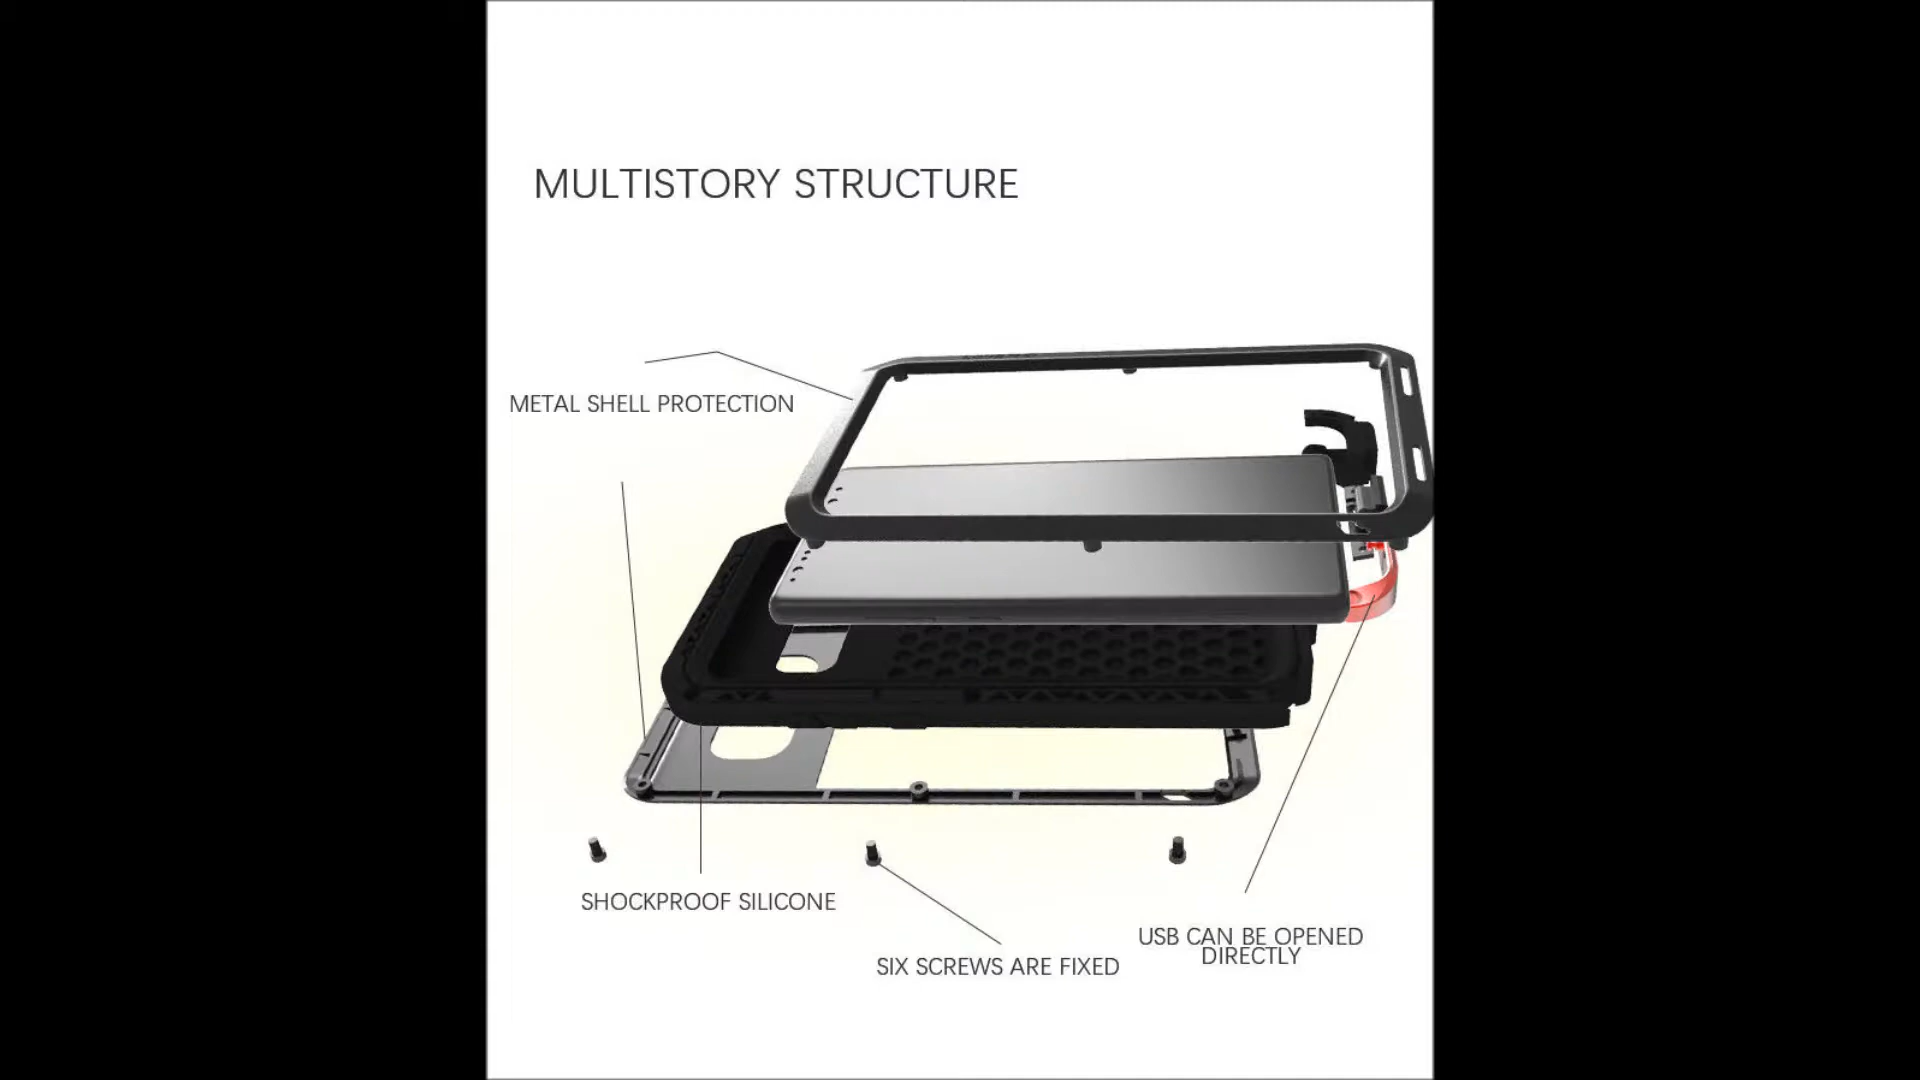 MULTISTORY STRUCTURE
METAL SHELL PROTECTION
SHOCKPROOF SILICONE
SIX SCREWS ARE FIXED
USB CAN BE OPENED
DIRECTLY